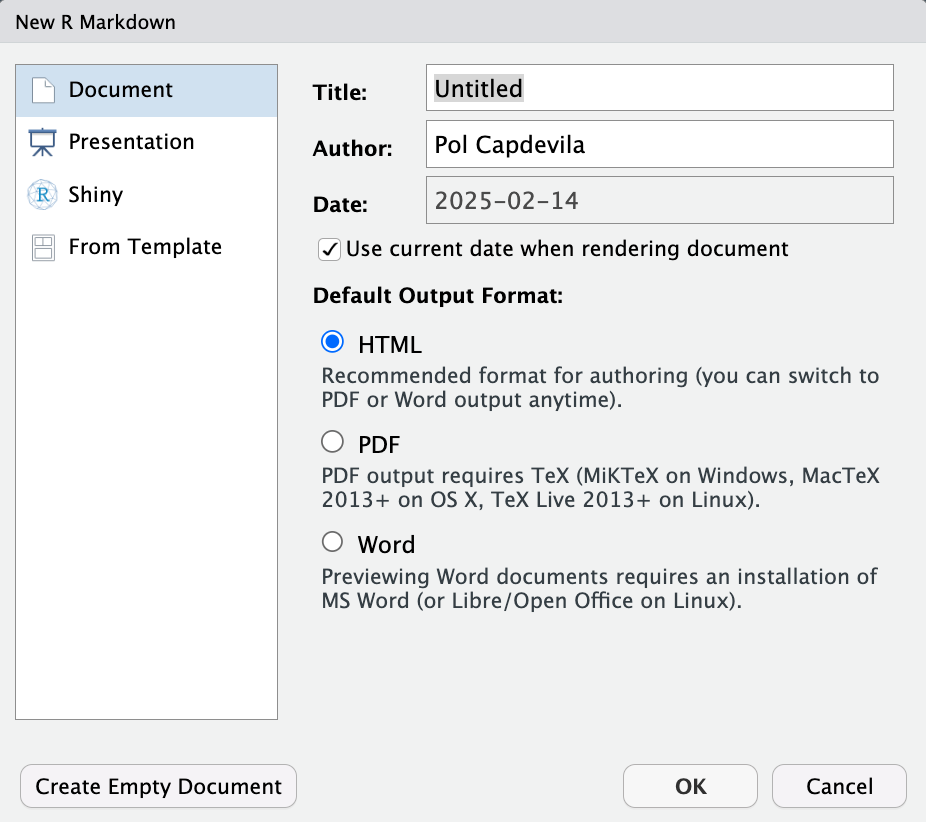 New R Markdown
Document
Presentation
Shiny
From Template
Title:
Untitled
Author:
Pol Capdevila
Date:
2025-02-14
Use current date when rendering document
Default Output Format:
HTML
Recommended format for authoring (you can switch to
PDF or Word output anytime).
PDF
PDF output requires TeX (MiKTeX on Windows, MacTeX
2013+ on OS X, TeX Live 2013+ on Linux).
Word
Previewing Word documents requires an installation of
MS Word (or Libre/Open Office on Linux).
Create Empty Document
OK
Cancel